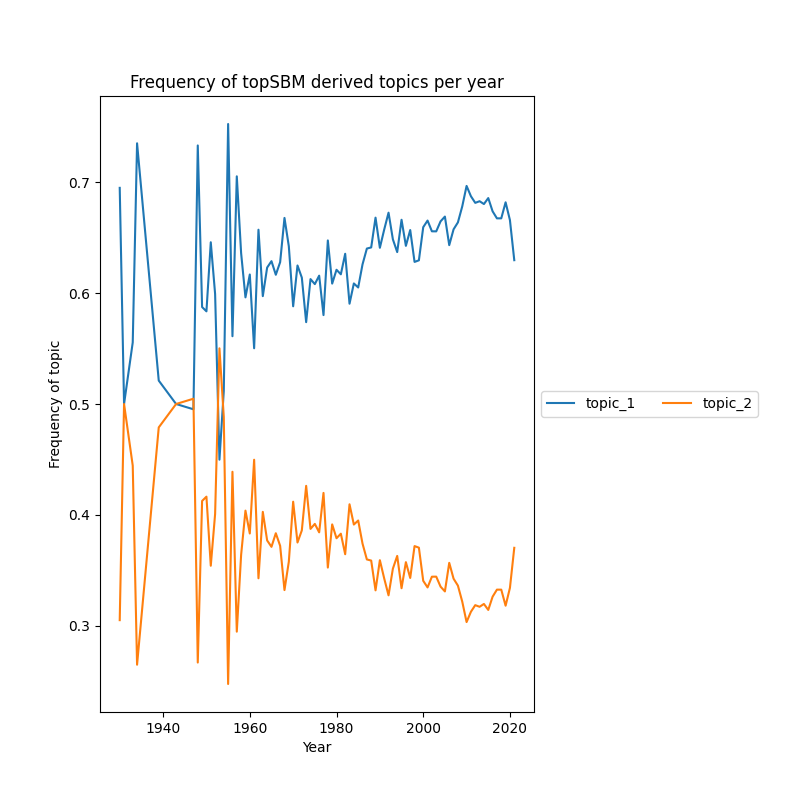 Frequency of topSBM derived topics per year
Frequency of topic
0.7
0.6
0.5
0.4
0.3
1940 1960 1980 2000 2020
Year
topic_1 topic_2